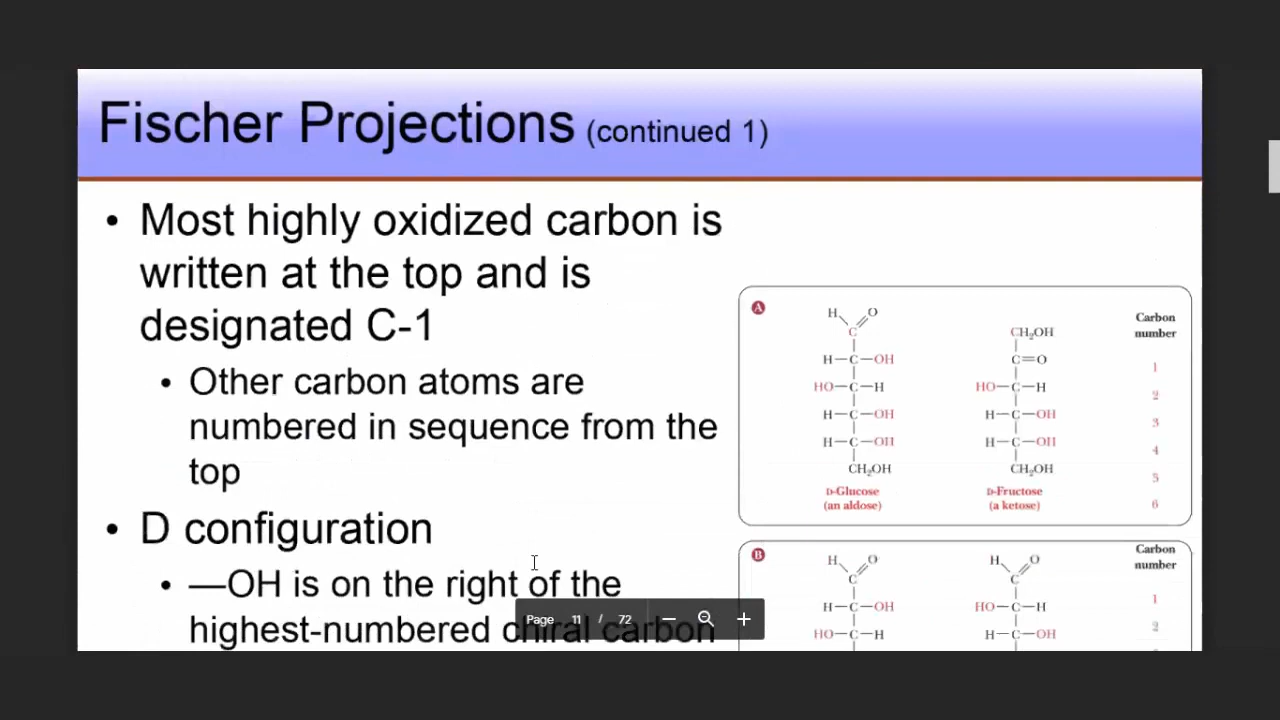 Fischer Projections (continued 1)
• Most highly oxidized carbon is
written at the top and is
designated C-1
• Other carbon atoms are
numbered in sequence from the
top
• D configuration
• —OH is on the right of the
highest-numbered chiral carbon
Page 11 / 72
A
Carbon
number
H O
C
H—C—OH
HO—C—H
H—C—OH
H—C—OH
CH₂OH
D-Glucose
(an aldose)
CH₂OH
C=O
HO—C—H
H—C—OH
H—C—OH
CH₂OH
D-Fructose
(a ketose)
1
2
3
4
5
6
B
Carbon
number
H O
C
H—C—OH
HO—C—H
H O
C
HO—C—H
H—C—OH
1
2